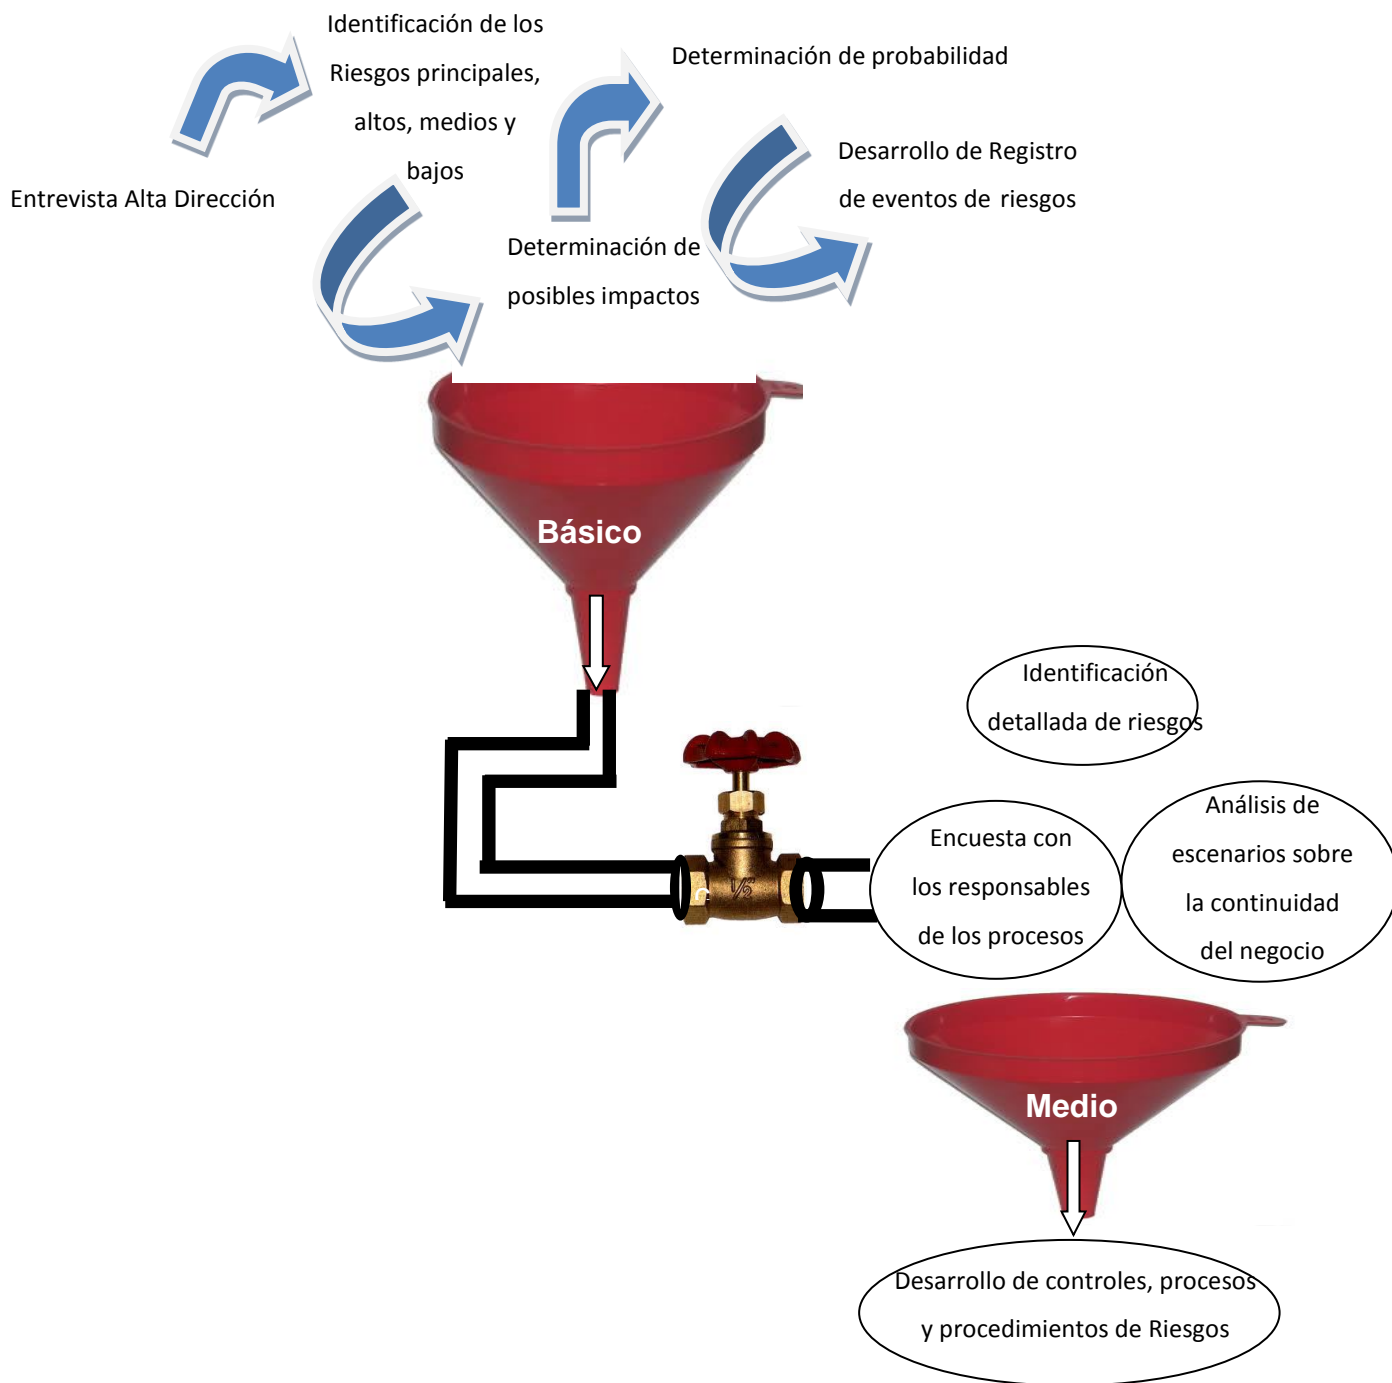 Identificación de los
Riesgos principales,
altos, medios y
bajos
Determinación de probabilidad
Entrevista Alta Dirección
Desarrollo de Registro
de eventos de riesgos
Determinación de
posibles impactos
Básico
1/2"
Identificación
detallada de riesgos
Encuesta con
los responsables
de los procesos
Análisis de
escenarios sobre
la continuidad
del negocio
Medio
Desarrollo de controles, procesos
y procedimientos de Riesgos